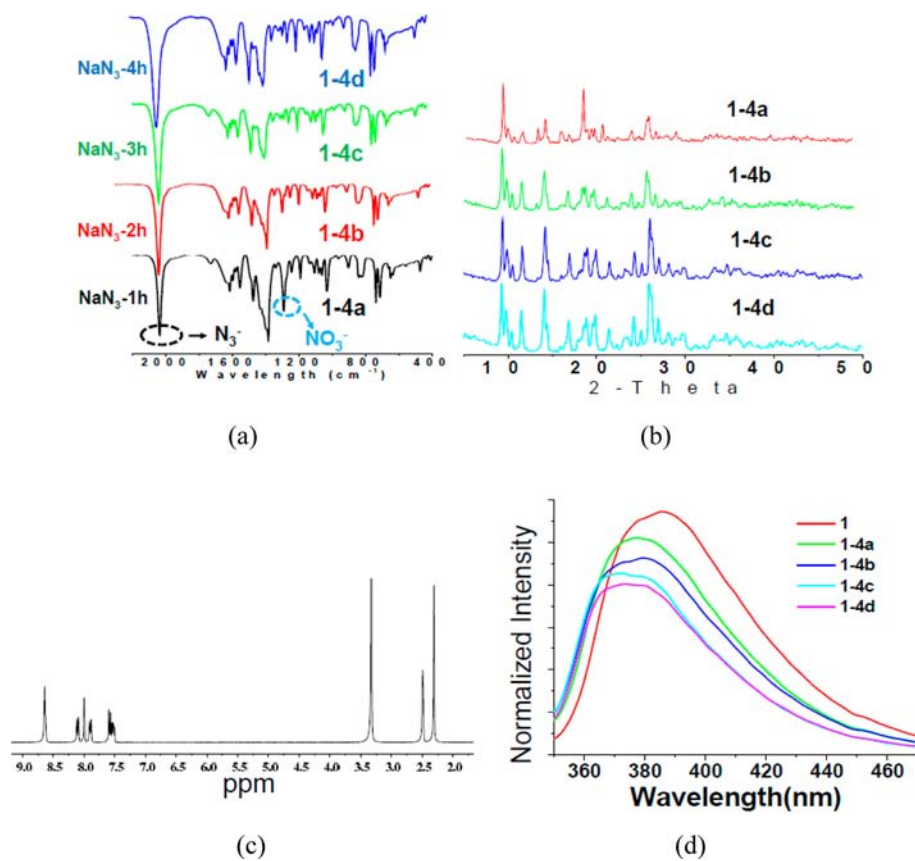 NaN₃-4h
1-4d
NaN₃-3h
1-4c
NaN₃-2h
1-4b
NaN₃-1h
1-4a
N₃⁻
NO₃⁻
2000 1600 1200 800 400
Wavelength (cm⁻¹)
(a)
1-4a
1-4b
1-4c
1-4d
10 20 30 40 50
2-Theta
(b)
9.0 8.5 8.0 7.5 7.0 6.5 6.0 5.5 5.0 4.5 4.0 3.5 3.0 2.5 2.0
ppm
(c)
Normalized Intensity
1
1-4a
1-4b
1-4c
1-4d
360 380 400 420 440 460
Wavelength(nm)
(d)